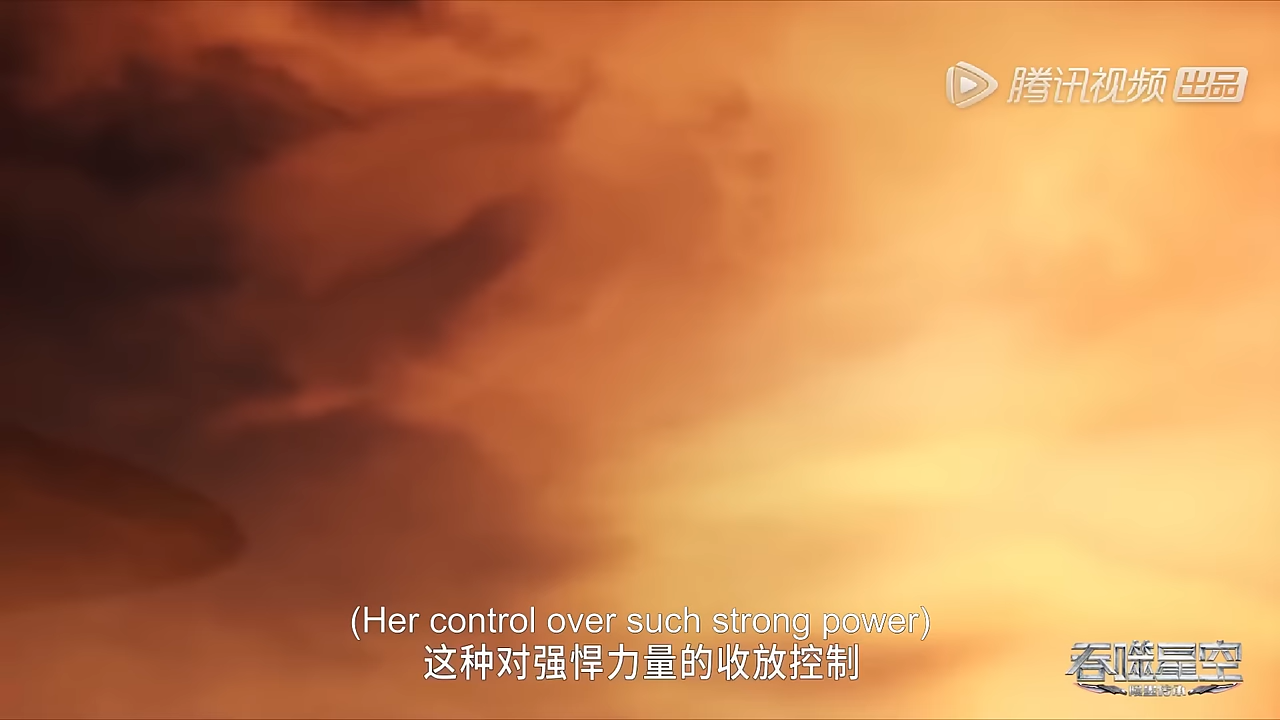 腾讯视频 出品
(Her control over such strong power)
这种对强悍力量的收放控制
吞噬星空